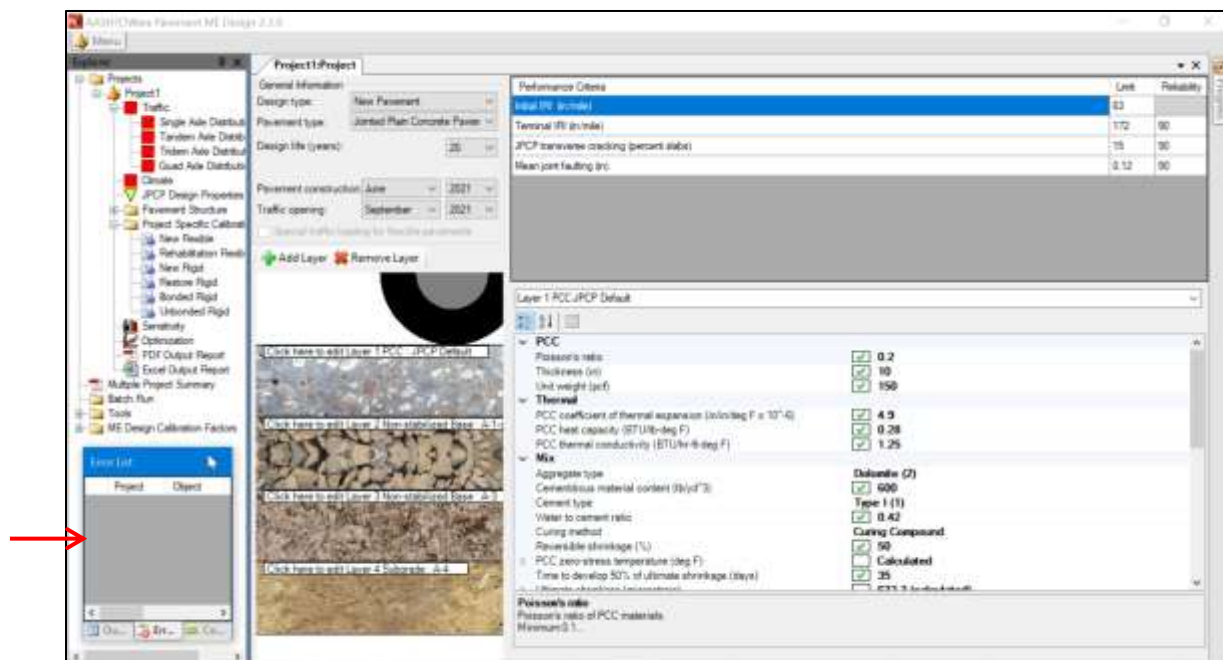 AASHTOWare Pavement ME Design 2.3.0
Menu
Explorer
Projects
Project1
Traffic
Single Axle Distribut
Tandem Axle Distrib
Tridem Axle Distribut
Quad Axle Distributi
Climate
JPCP Design Properties
Pavement Structure
Project Specific Calibrati
New Flexible
Rehabilitation Flexib
New Rigid
Restore Rigid
Bonded Rigid
Unbonded Rigid
Sensitivity
Optimization
PDF Output Report
Excel Output Report
Multiple Project Summary
Batch Run
Tools
ME Design Calibration Factors
Error List
Project Object
Ou... Err... Co...
Project1:Project
General Information
Design type: New Pavement
Pavement type: Jointed Plain Concrete Pavem
Design life (years): 20
Pavement construction: June 2021
Traffic opening: September 2021
Special traffic loading for flexible pavements
Add Layer Remove Layer
Click here to edit Layer 1 PCC : JPCP Default
Click here to edit Layer 2 Non-stabilized Base : A-1-
Click here to edit Layer 3 Non-stabilized Base : A-3
Click here to edit Layer 4 Subgrade : A-4
Performance Criteria Limit Reliability
Initial IRI (in/mile) 63
Terminal IRI (in/mile) 172 90
JPCP transverse cracking (percent slabs) 15 90
Mean joint faulting (in) 0.12 90
Layer 1 PCC:JPCP Default
PCC
Poisson's ratio 0.2
Thickness (in) 10
Unit weight (pcf) 150
Thermal
PCC coefficient of thermal expansion (in/in/deg F x 10^-6) 4.9
PCC heat capacity (BTU/lb-deg F) 0.28
PCC thermal conductivity (BTU/hr-ft-deg F) 1.25
Mix
Aggregate type Dolomite (2)
Cementitious material content (lb/yd^3) 600
Cement type Type I (1)
Water to cement ratio 0.42
Curing method Curing Compound
Reversible shrinkage (%) 50
PCC zero-stress temperature (deg F) Calculated
Time to develop 50% of ultimate shrinkage (days) 35
Poisson's ratio
Poisson's ratio of PCC materials.
Minimum:0.1...